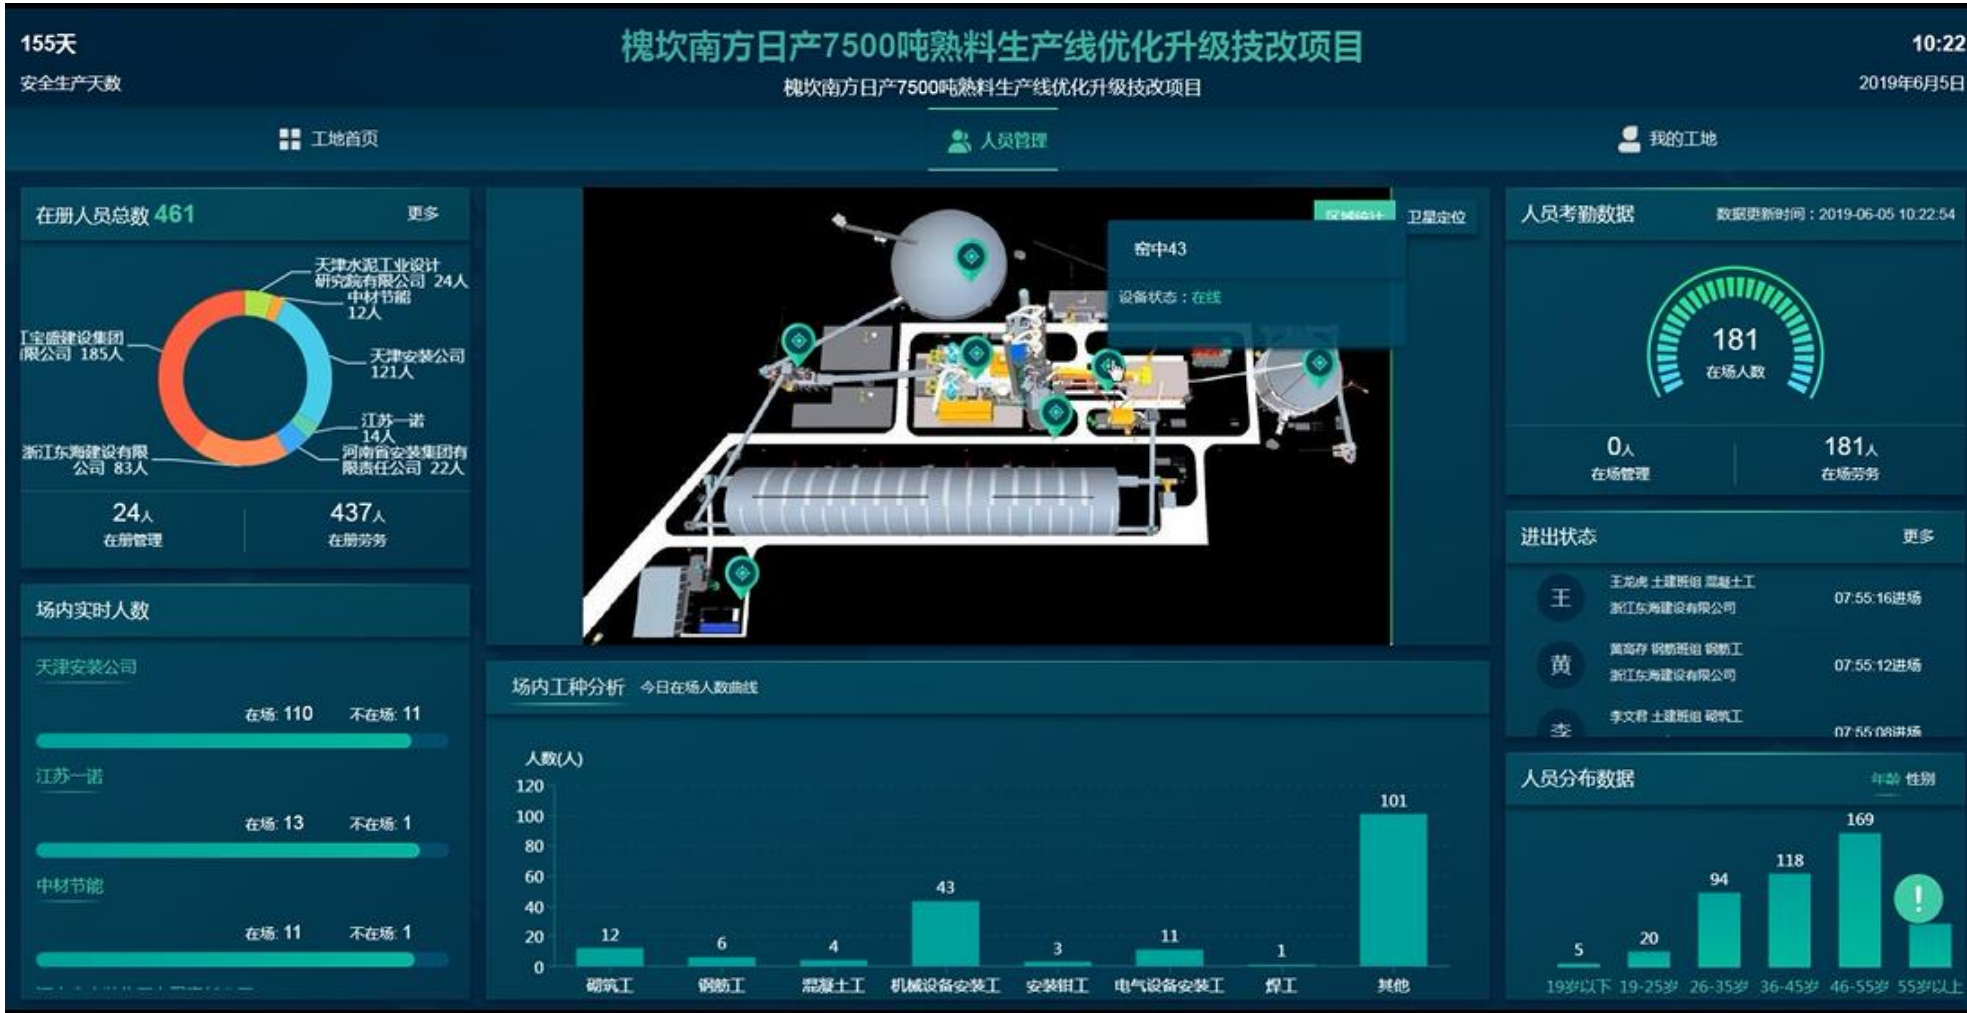 155天
安全生产天数
槐坎南方日产7500吨熟料生产线优化升级技改项目
槐坎南方日产7500吨熟料生产线优化升级技改项目
10:22
2019年6月5日
工地首页
人员管理
我的工地
在册人员总数 461
更多
天津水泥工业设计
研究院有限公司 24人
中材节能
12人
天津安装公司
121人
江苏一诺
14人
河南省安装集团有
限责任公司 22人
浙江东海建设有限
公司 83人
江宝盛建设集团
限公司 185人
24人
在册管理
437人
在册劳务
场内实时人数
天津安装公司
在场: 110 不在场: 11
江苏一诺
在场: 13 不在场: 1
中材节能
在场: 11 不在场: 1
区域统计
卫星定位
窑中43
设备状态：在线
场内工种分析 今日在场人数曲线
人数(人)
120
100
80
60
40
20
0
12
6
4
43
3
11
1
101
砌筑工
钢筋工
混凝土工
机械设备安装工
安装钳工
电气设备安装工
焊工
其他
人员考勤数据
数据更新时间：2019-06-05 10:22:54
181
在场人数
0人
在场管理
181人
在场劳务
进出状态
更多
王
王龙虎 土建班组 混凝土工
浙江东海建设有限公司
07:55:16进场
黄
黄高存 钢筋班组 钢筋工
浙江东海建设有限公司
07:55:12进场
李
李文君 土建班组 砌筑工
07:55:08进场
人员分布数据
年龄 性别
5
20
94
118
169
!
19岁以下
19-25岁
26-35岁
36-45岁
46-55岁
55岁以上